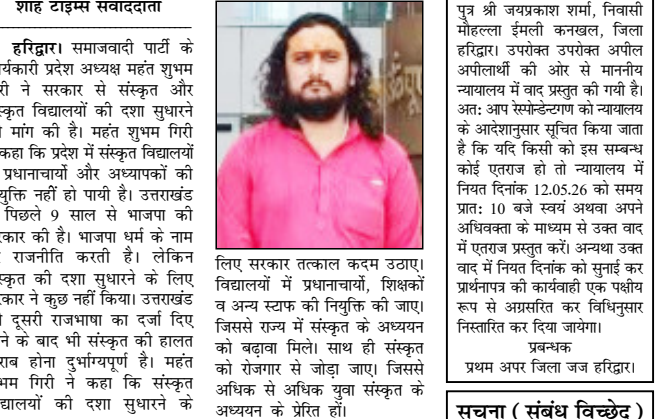 शाह टाइम्स संवाददाता
हरिद्वार। समाजवादी पार्टी के
र्यकारी प्रदेश अध्यक्ष महंत शुभम
री ने सरकार से संस्कृत और
स्कृत विद्यालयों की दशा सुधारने
मांग की है। महंत शुभम गिरी
कहा कि प्रदेश में संस्कृत विद्यालयों
प्रधानाचार्यो और अध्यापकों की
युक्ति नहीं हो पायी है। उत्तराखंड
पिछले 9 साल से भाजपा की
रकार की है। भाजपा धर्म के नाम
राजनीति करती है। लेकिन
स्कृत की दशा सुधारने के लिए
रकार ने कुछ नहीं किया। उत्तराखंड
दूसरी राजभाषा का दर्जा दिए
ने के बाद भी संस्कृत की हालत
राब होना दुर्भाग्यपूर्ण है। महंत
भम गिरी ने कहा कि संस्कृत
द्यालयों की दशा सुधारने के
लिए सरकार तत्काल कदम उठाए।
विद्यालयों में प्रधानाचार्यो, शिक्षकों
व अन्य स्टाफ की नियुक्ति की जाए।
जिससे राज्य में संस्कृत के अध्ययन
को बढ़ावा मिले। साथ ही संस्कृत
को रोजगार से जोड़ा जाए। जिससे
अधिक से अधिक युवा संस्कृत के
अध्ययन के प्रेरित हों।
पुत्र श्री जयप्रकाश शर्मा, निवासी
मौहल्ला ईमली कनखल, जिला
हरिद्वार। उपरोक्त उपरोक्त अपील
अपीलार्थी की ओर से माननीय
न्यायालय में वाद प्रस्तुत की गयी है।
अत: आप रेस्पोन्डेन्टगण को न्यायालय
के आदेशानुसार सूचित किया जाता
है कि यदि किसी को इस सम्बन्ध
कोई एतराज हो तो न्यायालय में
नियत दिनांक 12.05.26 को समय
प्रात: 10 बजे स्वयं अथवा अपने
अधिवक्ता के माध्यम से उक्त वाद
में एतराज प्रस्तुत करें। अन्यथा उक्त
वाद में नियत दिनांक को सुनाई कर
प्रार्थनापत्र की कार्यवाही एक पक्षीय
रूप से अग्रसरित कर विधिनुसार
निस्तारित कर दिया जायेगा।
प्रबन्धक
प्रथम अपर जिला जज हरिद्वार।
सूचना ( संबंध विच्छेद )